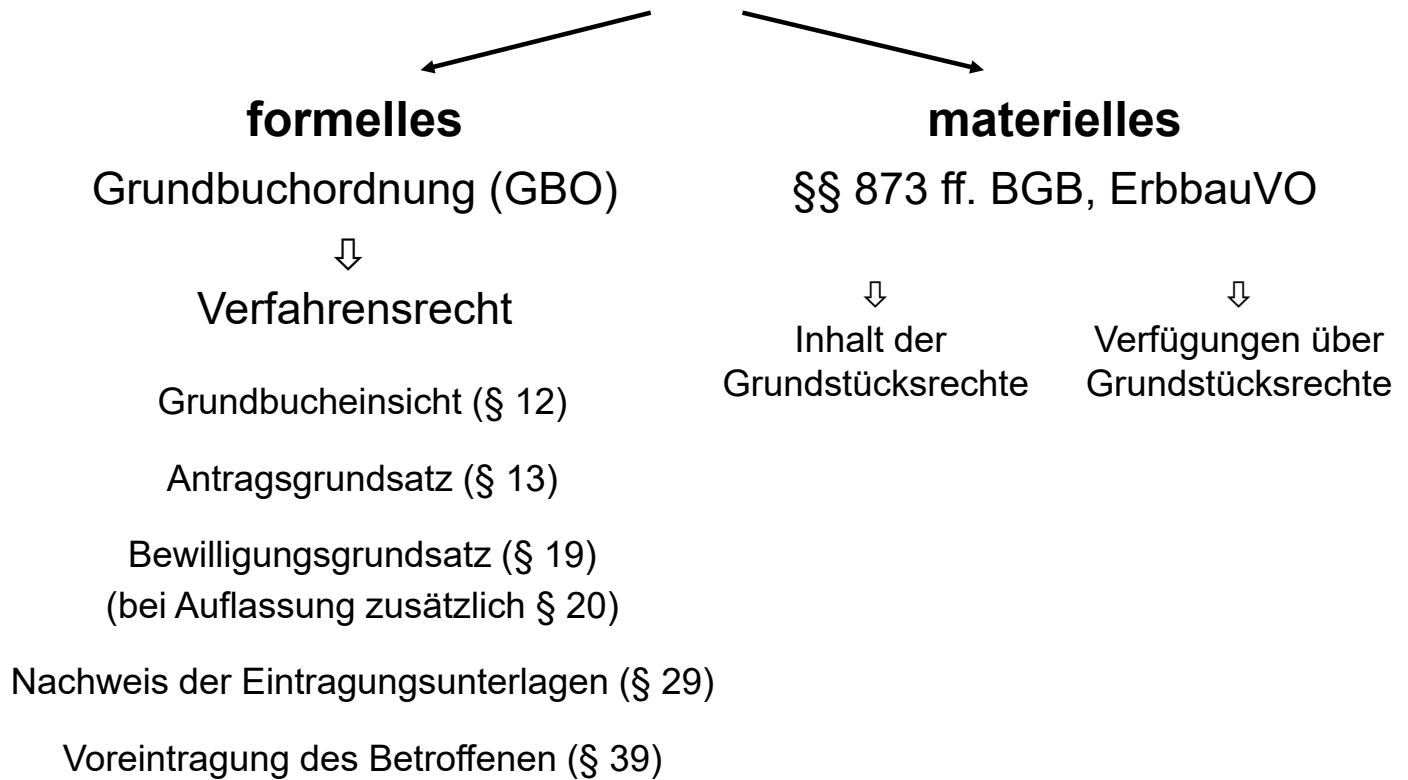 formelles
Grundbuchordnung (GBO)
⇩
Verfahrensrecht
Grundbucheinsicht (§ 12)
Antragsgrundsatz (§ 13)
Bewilligungsgrundsatz (§ 19)
(bei Auflassung zusätzlich § 20)
Nachweis der Eintragungsunterlagen (§ 29)
Voreintragung des Betroffenen (§ 39)
materielles
§§ 873 ff. BGB, ErbbauVO
⇩
Inhalt der
Grundstücksrechte
⇩
Verfügungen über
Grundstücksrechte